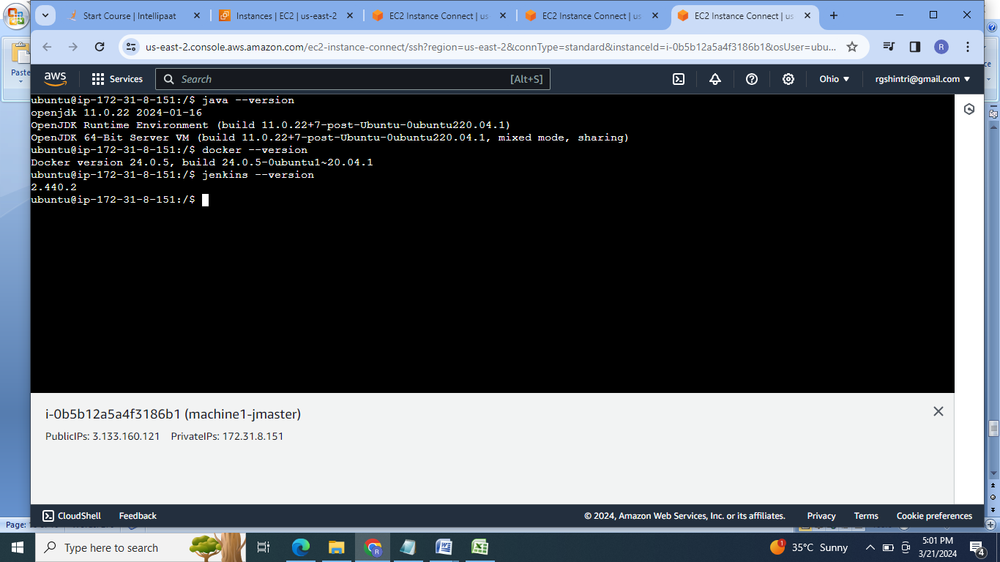 Start Course | Intellipaat
Instances | EC2 | us-east-2
EC2 Instance Connect | us
EC2 Instance Connect | us
EC2 Instance Connect | us
us-east-2.console.aws.amazon.com/ec2-instance-connect/ssh?region=us-east-2&connType=standard&instanceId=i-0b5b12a5a4f3186b1&osUser=ubu...
R
Paste
aws
Services
Search
[Alt+S]
Ohio
rgshintri@gmail.com
ubuntu@ip-172-31-8-151:/$ java --version
openjdk 11.0.22 2024-01-16
OpenJDK Runtime Environment (build 11.0.22+7-post-Ubuntu-0ubuntu220.04.1)
OpenJDK 64-Bit Server VM (build 11.0.22+7-post-Ubuntu-0ubuntu220.04.1, mixed mode, sharing)
ubuntu@ip-172-31-8-151:/$ docker --version
Docker version 24.0.5, build 24.0.5-0ubuntu1~20.04.1
ubuntu@ip-172-31-8-151:/$ jenkins --version
2.440.2
ubuntu@ip-172-31-8-151:/$
i-0b5b12a5a4f3186b1 (machine1-jmaster)
PublicIPs: 3.133.160.121 PrivateIPs: 172.31.8.151
CloudShell
Feedback
© 2024, Amazon Web Services, Inc. or its affiliates.
Privacy
Terms
Cookie preferences
Page:
Type here to search
35°C Sunny
5:01 PM
3/21/2024
4